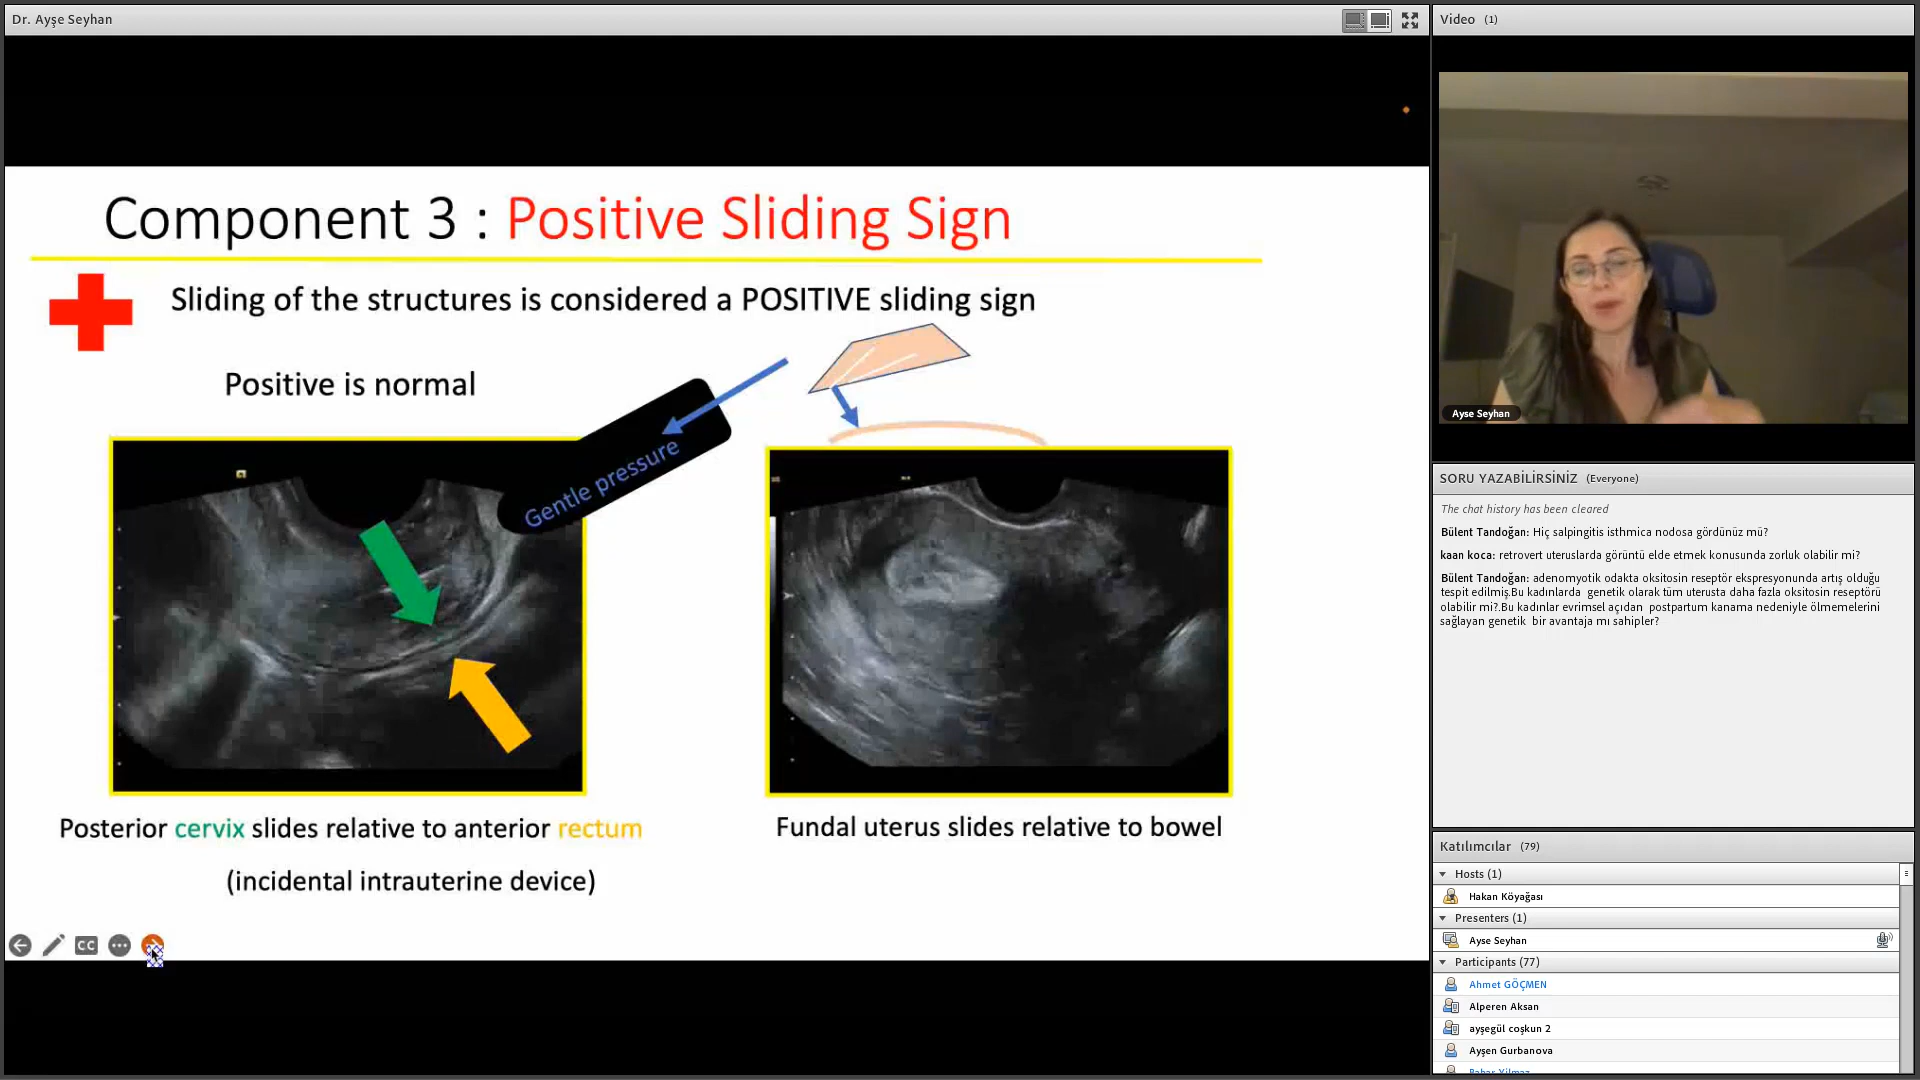 Dr. Ayşe Seyhan
Component 3 : Positive Sliding Sign
Sliding of the structures is considered a POSITIVE sliding sign
Positive is normal
Gentle pressure
Posterior cervix slides relative to anterior rectum
(incidental intrauterine device)
Fundal uterus slides relative to bowel
CC
Video (1)
Ayse Seyhan
SORU YAZABİLİRSİNİZ (Everyone)
The chat history has been cleared
Bülent Tandoğan: Hiç salpingitis isthmica nodosa gördünüz mü?
kaan koca: retrovert uteruslarda görüntü elde etmek konusunda zorluk olabilir mi?
Bülent Tandoğan: adenomyotik odakta oksitosin reseptör ekspresyonunda artış olduğu
tespit edilmiş.Bu kadınlarda genetik olarak tüm uterusta daha fazla oksitosin reseptörü
olabilir mi?.Bu kadınlar evrimsel açıdan postpartum kanama nedeniyle ölmemelerini
sağlayan genetik bir avantaja mı sahipler?
Katılımcılar (79)
Hosts (1)
Hakan Köyağası
Presenters (1)
Ayse Seyhan
Participants (77)
Ahmet GÖÇMEN
Alperen Aksan
ayşegül coşkun 2
Ayşen Gurbanova